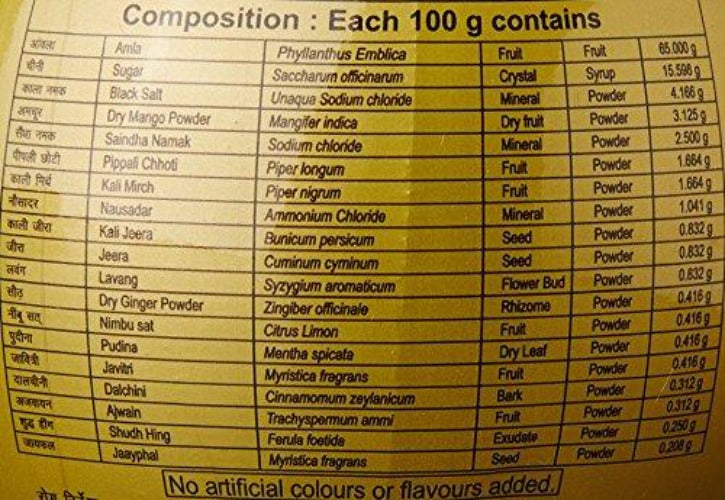 Composition : Each 100 g contains
आंवला Amla Phyllanthus Emblica Fruit Fruit 65.000 g
चीनी Sugar Saccharum officinarum Crystal Syrup 15.598 g
काला नमक Black Salt Unaqua Sodium chloride Mineral Powder 4.166 g
अमचूर Dry Mango Powder Mangifer indica Dry fruit Powder 3.125 g
सैंधा नमक Saindha Namak Sodium chloride Mineral Powder 2.500 g
पीपली छोटी Pippali Chhoti Piper longum Fruit Powder 1.664 g
काली मिर्च Kali Mirch Piper nigrum Fruit Powder 1.664 g
नौसादर Nausadar Ammonium Chloride Mineral Powder 1.041 g
काली जीरा Kali Jeera Bunicum persicum Seed Powder 0.832 g
जीरा Jeera Cuminum cyminum Seed Powder 0.832 g
लवंग Lavang Syzygium aromaticum Flower Bud Powder 0.832 g
सौंठ Dry Ginger Powder Zingiber officinale Rhizome Powder 0.416 g
नींबू सत् Nimbu sat Citrus Limon Fruit Powder 0.416 g
पुदीना Pudina Mentha spicata Dry Leaf Powder 0.416 g
जावित्री Javitri Myristica fragrans Fruit Powder 0.416 g
दालचीनी Dalchini Cinnamomum zeylanicum Bark Powder 0.312 g
अजवायन Ajwain Trachyspermum ammi Fruit Powder 0.312 g
शुद्ध हींग Shudh Hing Ferula foetida Exudate Powder 0.250 g
जायफल Jaayphal Myristica fragrans Seed Powder 0.208 g
No artificial colours or flavours added.